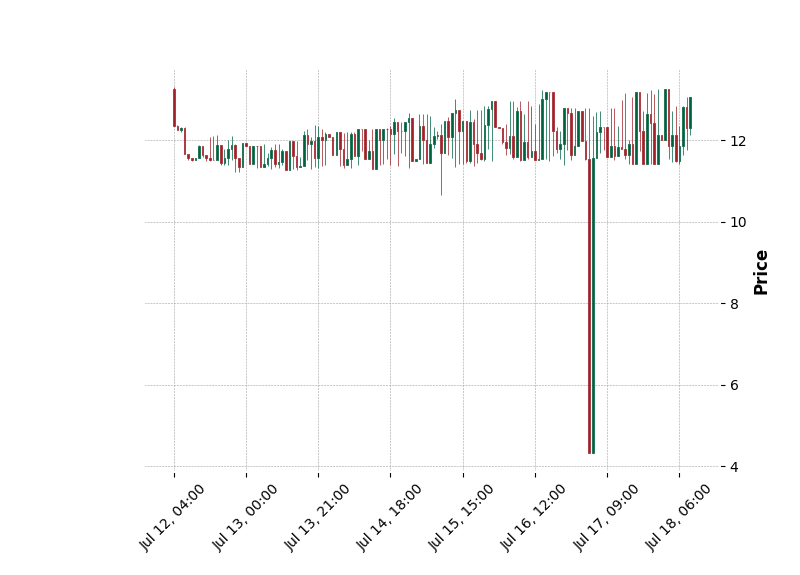 12
10
8
6
4
Price
Jul 12, 04:00
Jul 13, 00:00
Jul 13, 21:00
Jul 14, 18:00
Jul 15, 15:00
Jul 16, 12:00
Jul 17, 09:00
Jul 18, 06:00